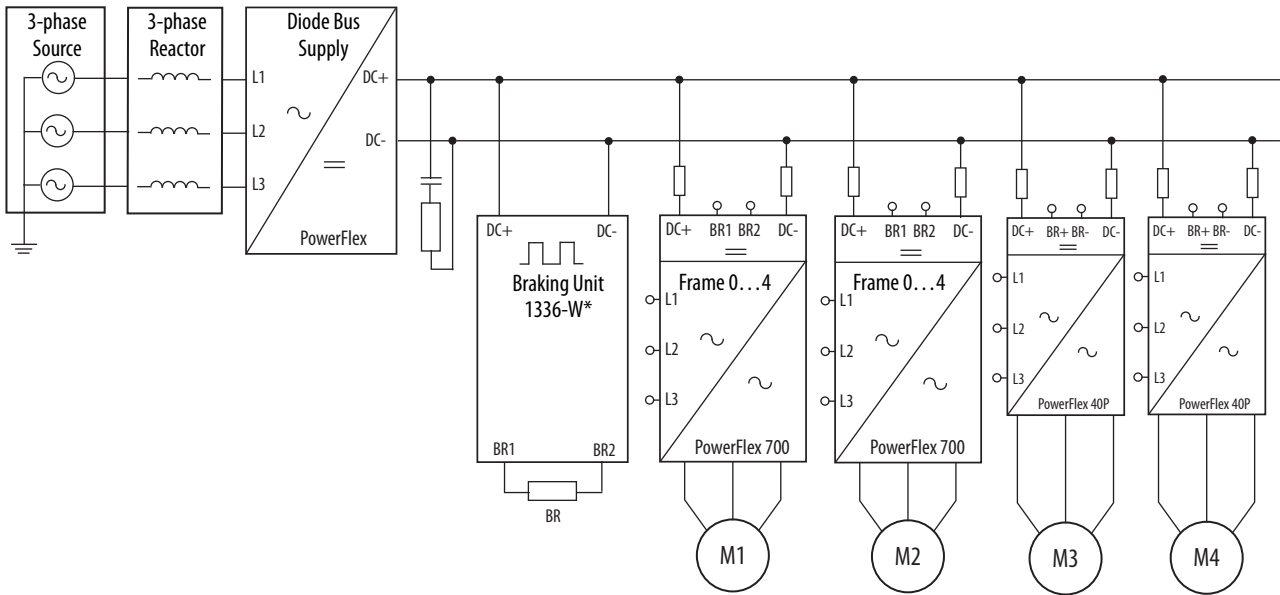 3-phase
Source
3-phase
Reactor
Diode Bus
Supply
L1
L2
L3
DC+
DC-
PowerFlex
DC+
DC-
Braking Unit
1336-W*
BR1
BR2
BR
DC+
BR1
BR2
DC-
Frame 0…4
L1
L2
L3
PowerFlex 700
M1
DC+
BR1
BR2
DC-
Frame 0…4
L1
L2
L3
PowerFlex 700
M2
DC+
BR+
BR-
DC-
L1
L2
L3
PowerFlex 40P
M3
DC+
BR+
BR-
DC-
L1
L2
L3
PowerFlex 40P
M4